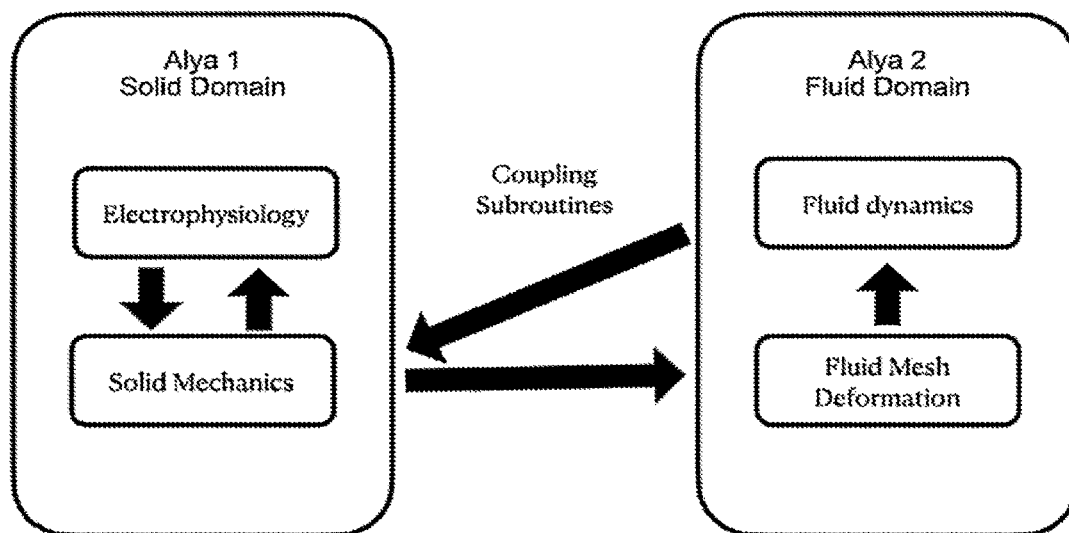 Alya 1
Solid Domain
Electrophysiology
Solid Mechanics
Coupling
Subroutines
Alya 2
Fluid Domain
Fluid dynamics
Fluid Mesh
Deformation